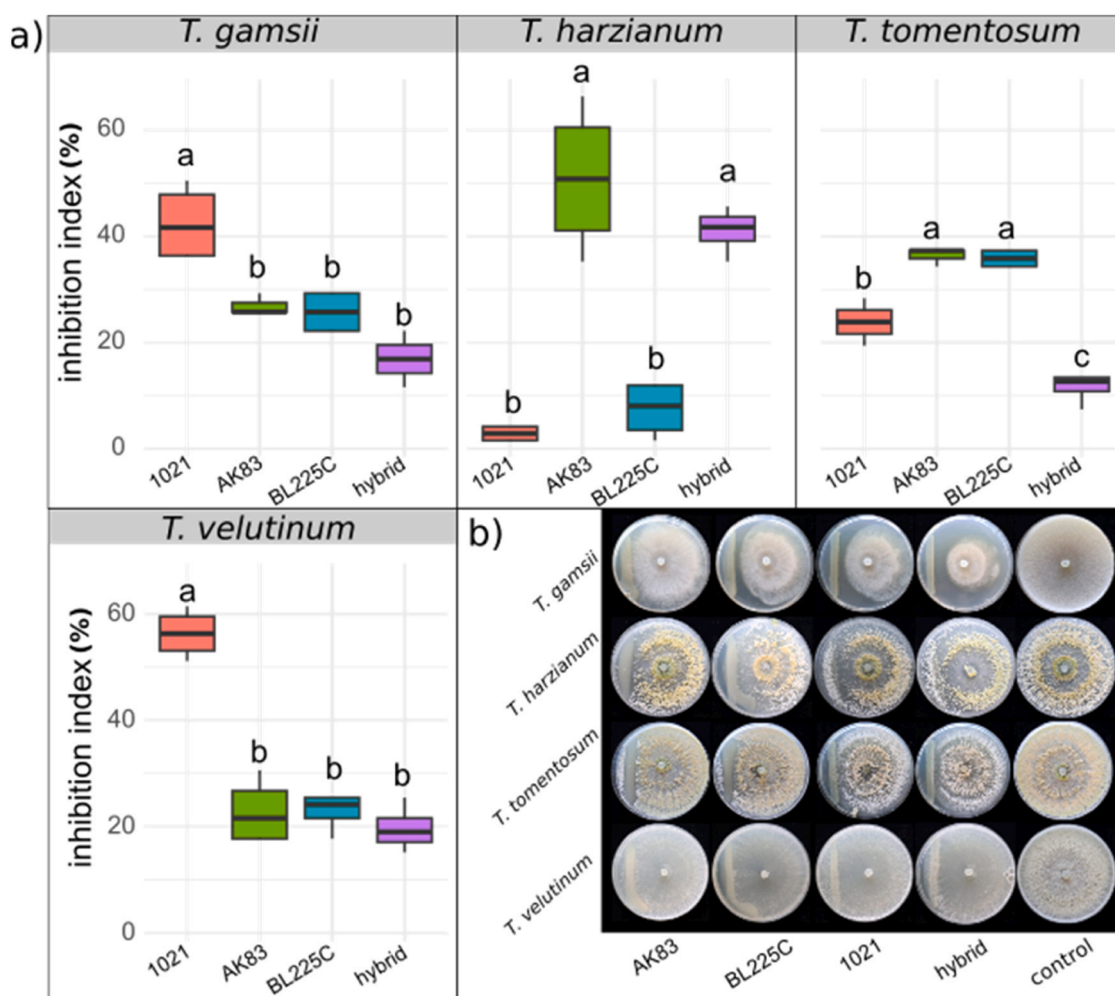 a)
T. gamsii
T. harzianum
T. tomentosum
inhibition index (%)
60
40
20
0
a
b
b
b
b
a
b
a
b
a
a
c
1021
AK83
BL225C
hybrid
1021
AK83
BL225C
hybrid
1021
AK83
BL225C
hybrid
T. velutinum
inhibition index (%)
60
40
20
0
a
b
b
b
1021
AK83
BL225C
hybrid
b)
T. gamsii
T. harzianum
T. tomentosum
T. velutinum
AK83
BL225C
1021
hybrid
control